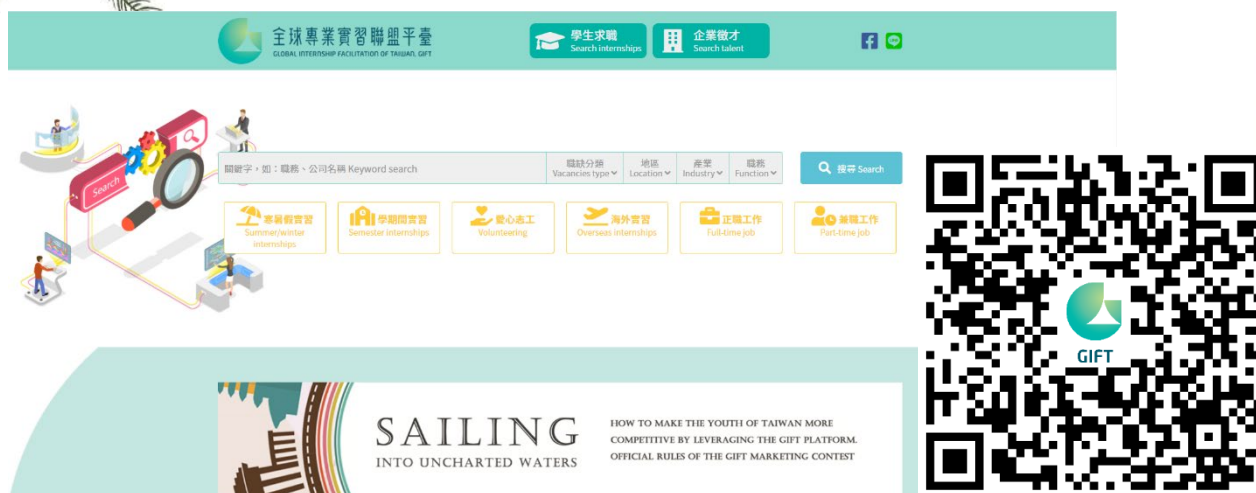 全球專業實習聯盟平臺
GLOBAL INTERNSHIP FACILITATION OF TAIWAN, GIFT
學生求職
Search internships
企業徵才
Search talent
Search
關鍵字，如：職務、公司名稱 Keyword search
職缺分類
Vacancies type
地區
Location
產業
Industry
職務
Function
搜尋 Search
寒暑假實習
Summer/winter
internships
學期間實習
Semester internships
愛心志工
Volunteering
海外實習
Overseas internships
正職工作
Full-time job
兼職工作
Part-time job
GIFT
SAILING
INTO UNCHARTED WATERS
HOW TO MAKE THE YOUTH OF TAIWAN MORE
COMPETITIVE BY LEVERAGING THE GIFT PLATFORM.
OFFICIAL RULES OF THE GIFT MARKETING CONTEST